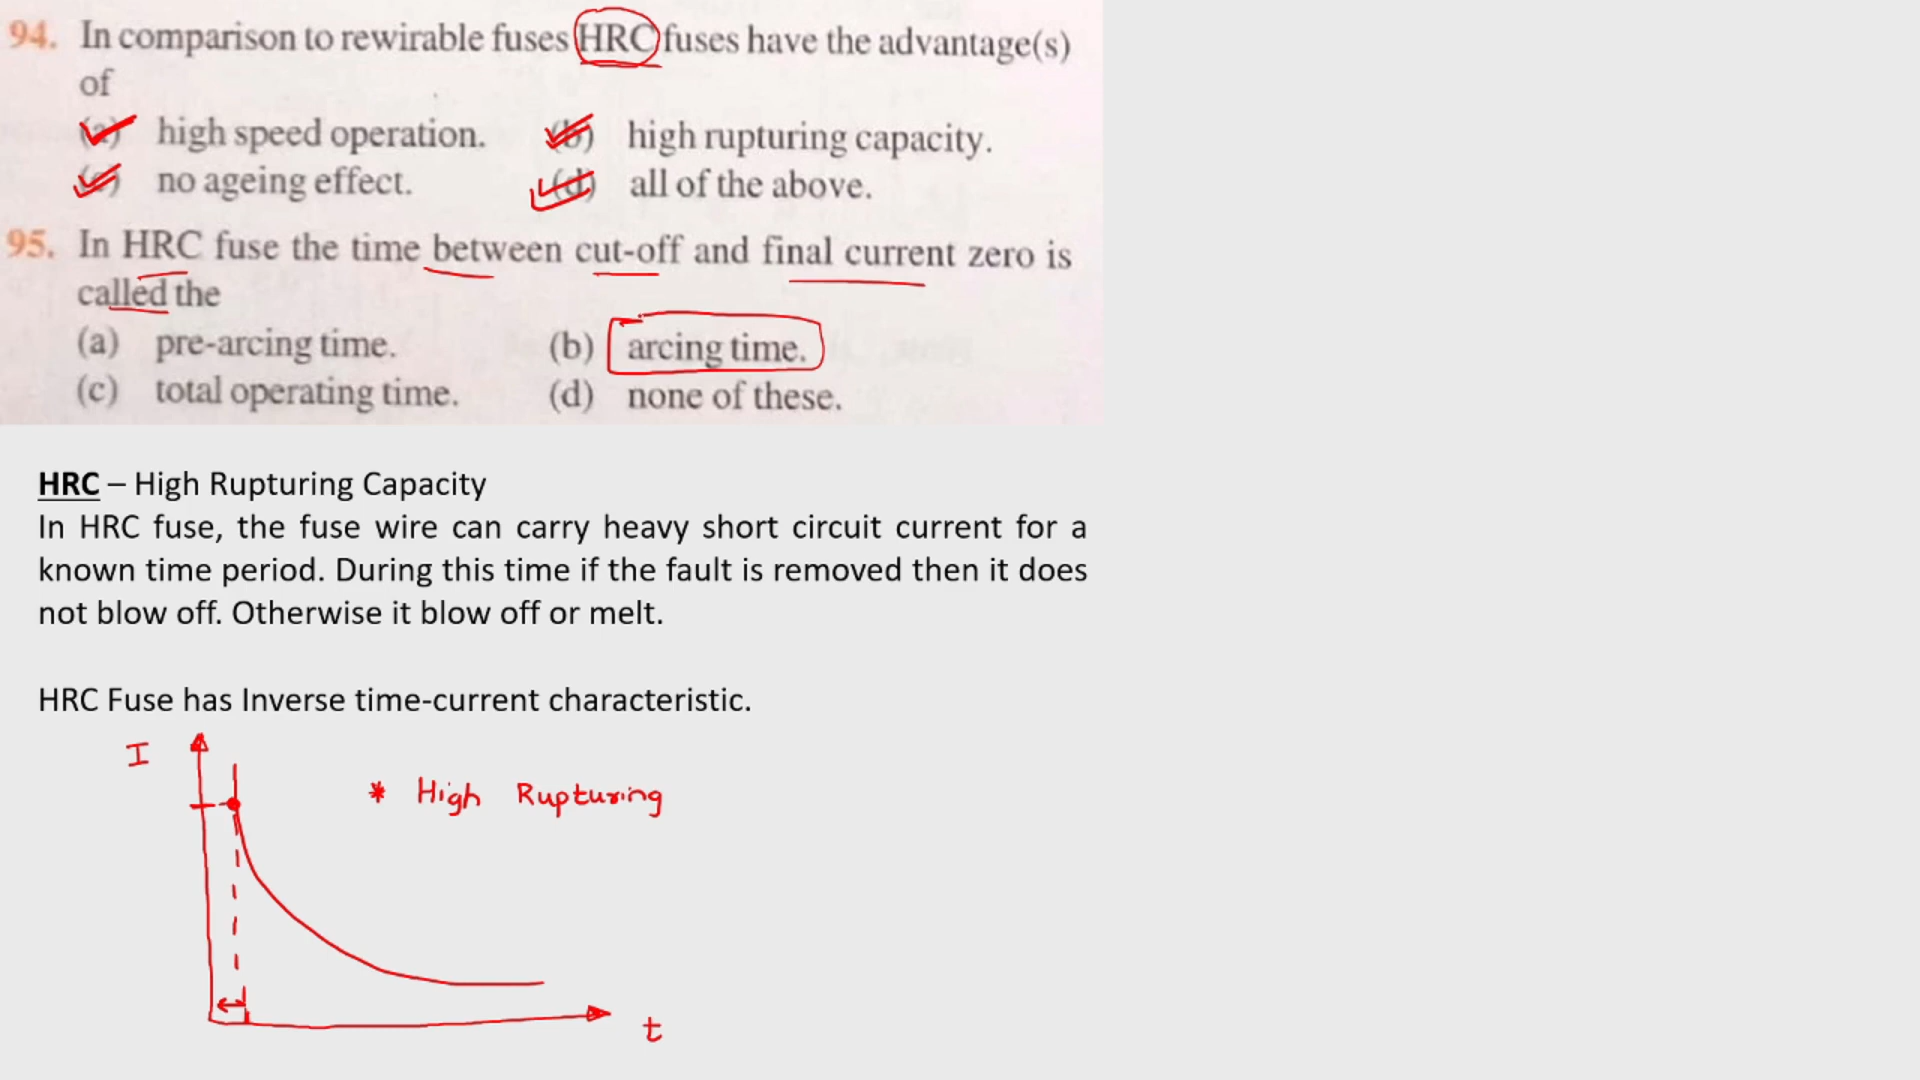 94. In comparison to rewirable fuses HRC fuses have the advantage(s)
of
(a) high speed operation. (b) high rupturing capacity.
(c) no ageing effect. (d) all of the above.
95. In HRC fuse the time between cut-off and final current zero is
called the
(a) pre-arcing time. (b) arcing time.
(c) total operating time. (d) none of these.
HRC – High Rupturing Capacity
In HRC fuse, the fuse wire can carry heavy short circuit current for a
known time period. During this time if the fault is removed then it does
not blow off. Otherwise it blow off or melt.
HRC Fuse has Inverse time-current characteristic.
I
* High Rupturing
t